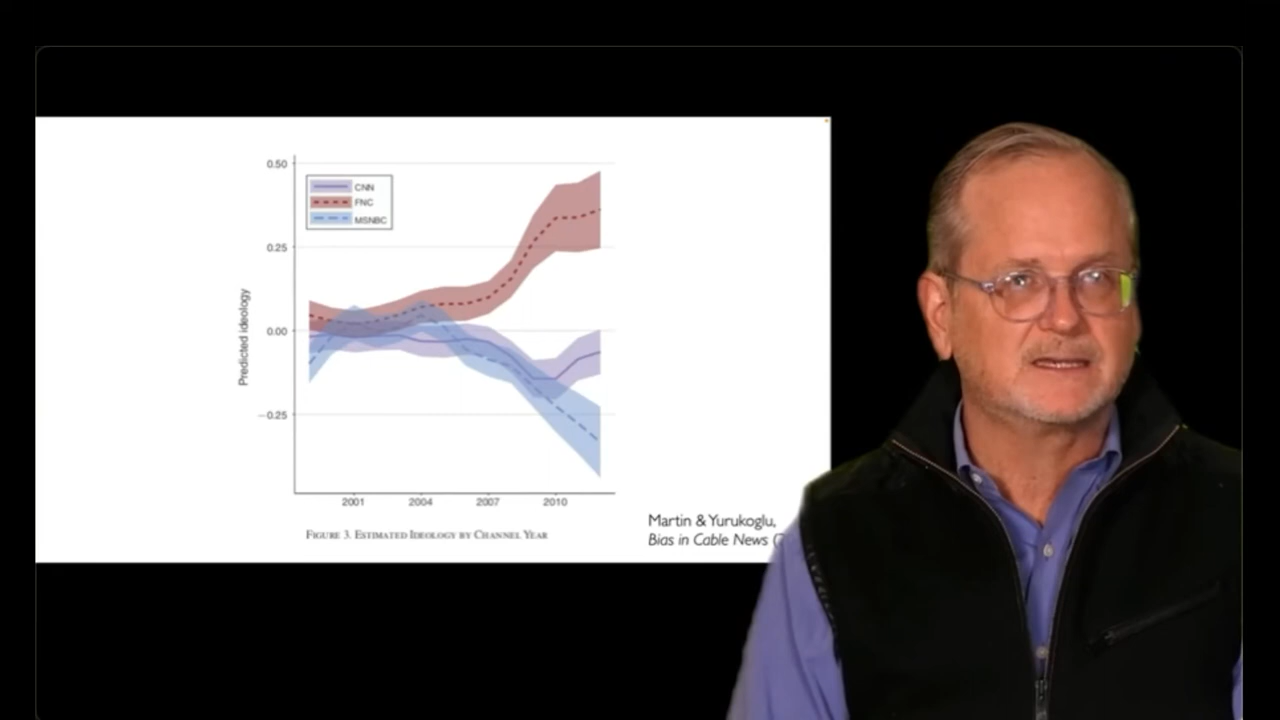 0.50
CNN
FNC
MSNBC
0.25
0.00
−0.25
Predicted ideology
2001
2004
2007
2010
FIGURE 3. ESTIMATED IDEOLOGY BY CHANNEL YEAR
Martin & Yurukoglu,
Bias in Cable News (